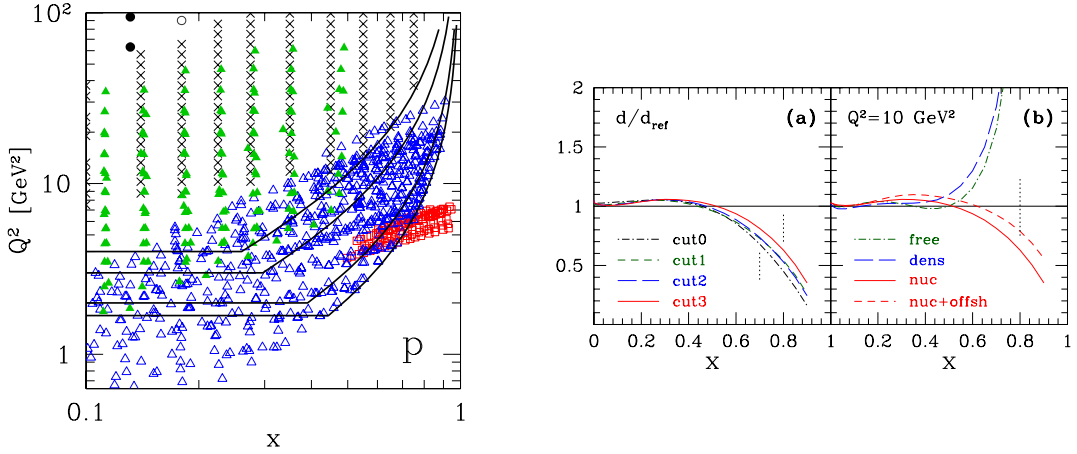 10²
10
1
Q² [GeV²]
p
0.1
1
x
2
1.5
1
0.5
d/d_ref
(a)
cut0
cut1
cut2
cut3
0 0.2 0.4 0.6 0.8 1
x
Q²=10 GeV²
(b)
free
dens
nuc
nuc+offsh
0.2 0.4 0.6 0.8 1
x